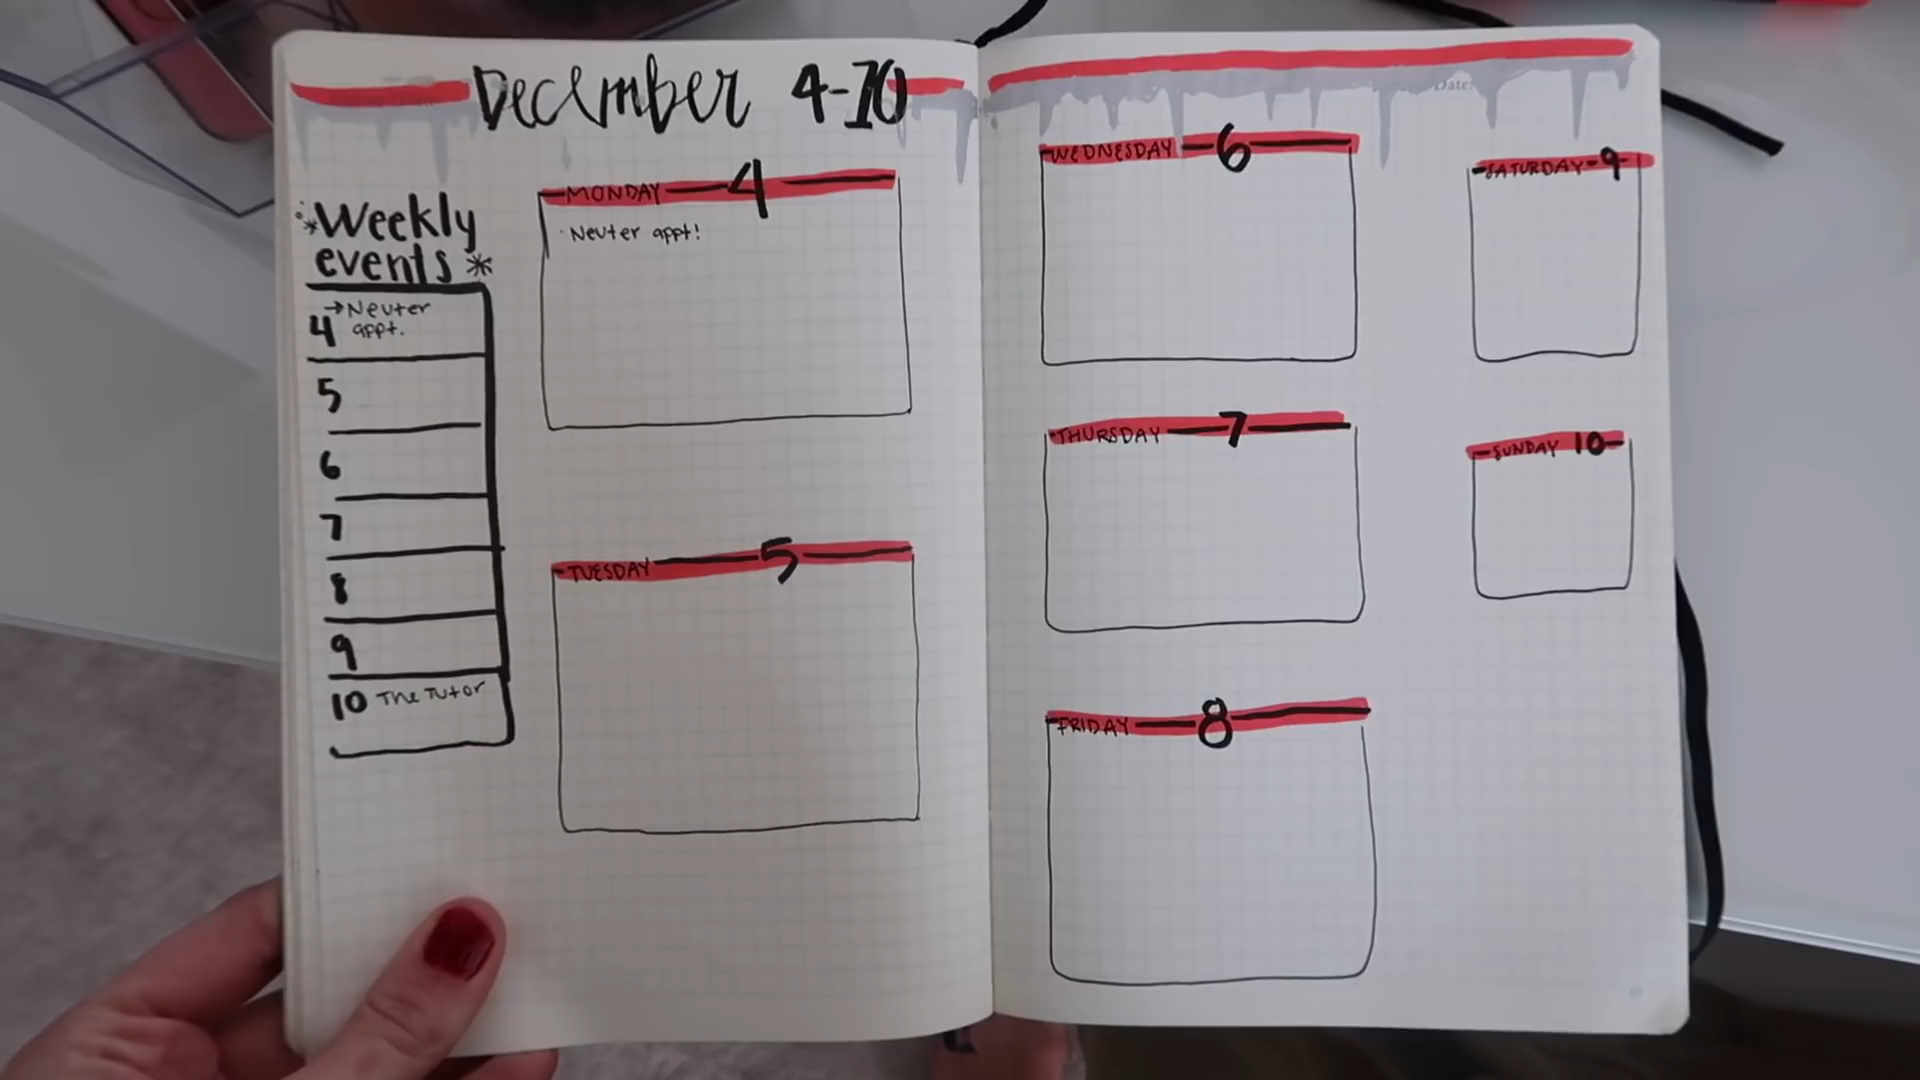 December 4-10
*Weekly
events*
4 →Neuter
appt.
5
6
7
8
9
10 The Tutor
MONDAY 4
· Neuter appt!
TUESDAY 5
Date:
WEDNESDAY 6
THURSDAY 7
FRIDAY 8
SATURDAY 9
SUNDAY 10